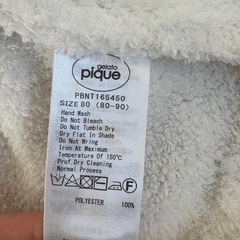 gelato
pique
PBNT165450
SIZE 80 (80-90)
Hand Wash
Do Not Bleach
Do Not Tumble Dry
Dry Flat In Shade
Do Not Wring
Iron At Maximum
Temperature Of 150℃
Prof.Dry Cleaning
Normal Process
F
POLYESTER 100%